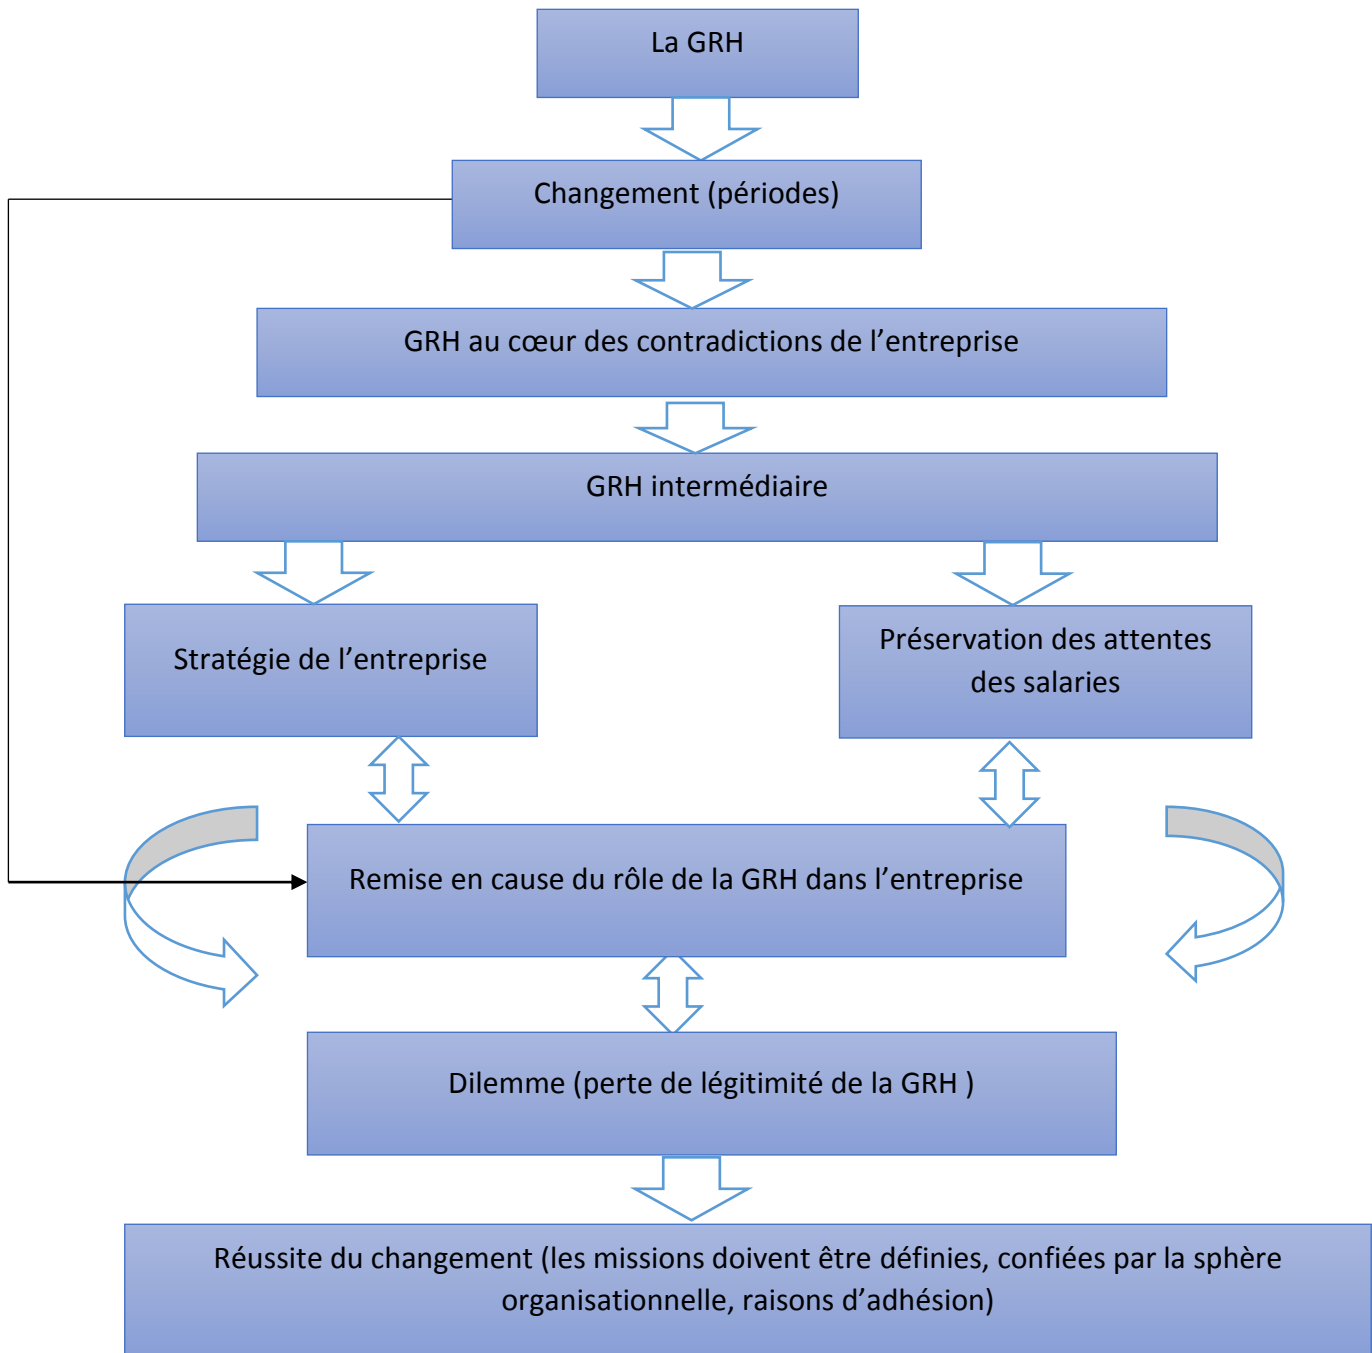 La GRH
Changement (périodes)
GRH au cœur des contradictions de l’entreprise
GRH intermédiaire
Stratégie de l’entreprise
Préservation des attentes
des salaries
Remise en cause du rôle de la GRH dans l’entreprise
Dilemme (perte de légitimité de la GRH )
Réussite du changement (les missions doivent être définies, confiées par la sphère
organisationnelle, raisons d’adhésion)